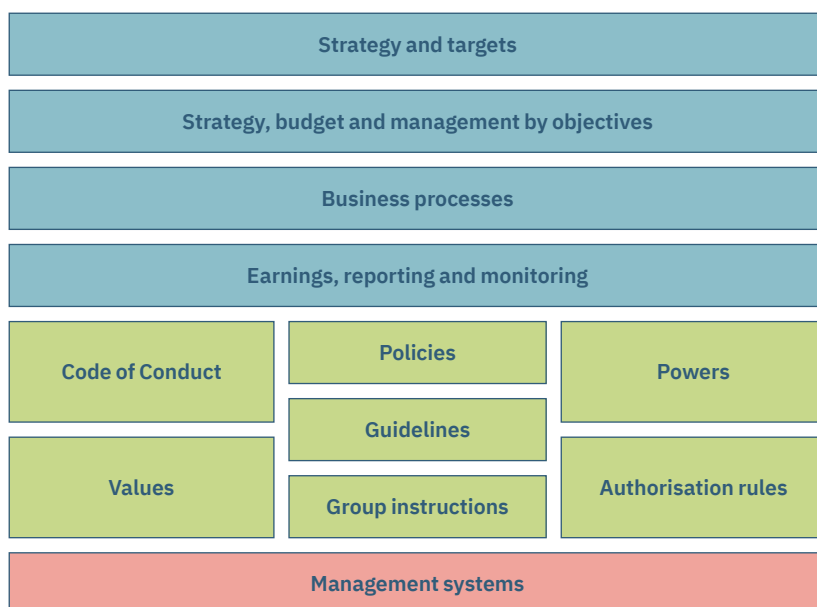 Strategy and targets
Strategy, budget and management by objectives
Business processes
Earnings, reporting and monitoring
Code of Conduct
Values
Policies
Guidelines
Group instructions
Powers
Authorisation rules
Management systems